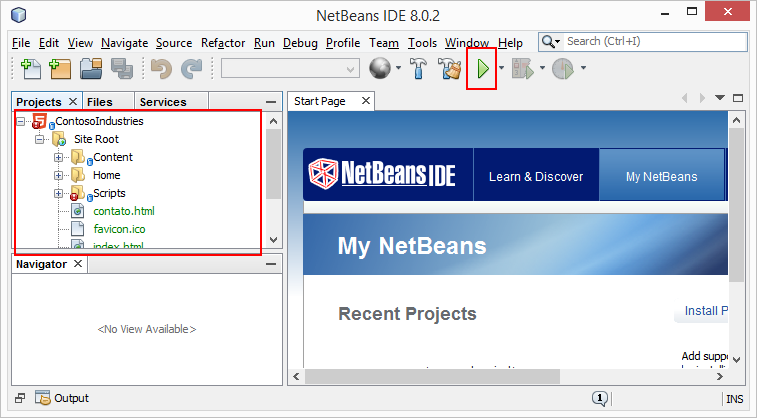 NetBeans IDE 8.0.2
File Edit View Navigate Source Refactor Run Debug Profile Team Tools Window Help
Search (Ctrl+I)
Projects Files Services
ContosoIndustries
Site Root
Content
Home
Scripts
contato.html
favicon.ico
index.html
Navigator
<No View Available>
Start Page
NetBeans IDE
Learn & Discover
My NetBeans
My NetBeans
Recent Projects
Install P
Add suppo
Output
1
INS